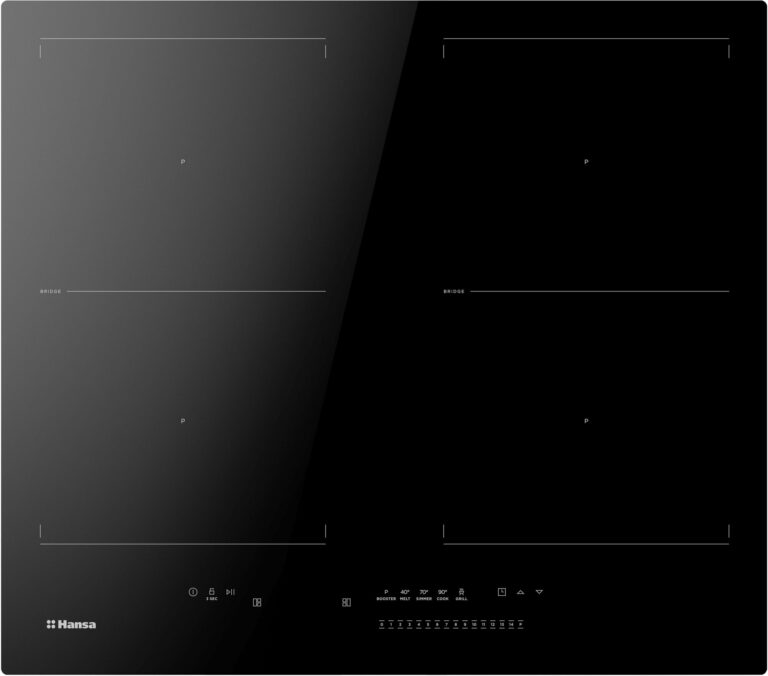 P
P
BRIDGE
BRIDGE
P
P
3 SEC
P 40° 70° 90°
BOOSTER MELT SIMMER COOK GRILL
0 1 2 3 4 5 6 7 8 9 10 11 12 13 14 P
Hansa